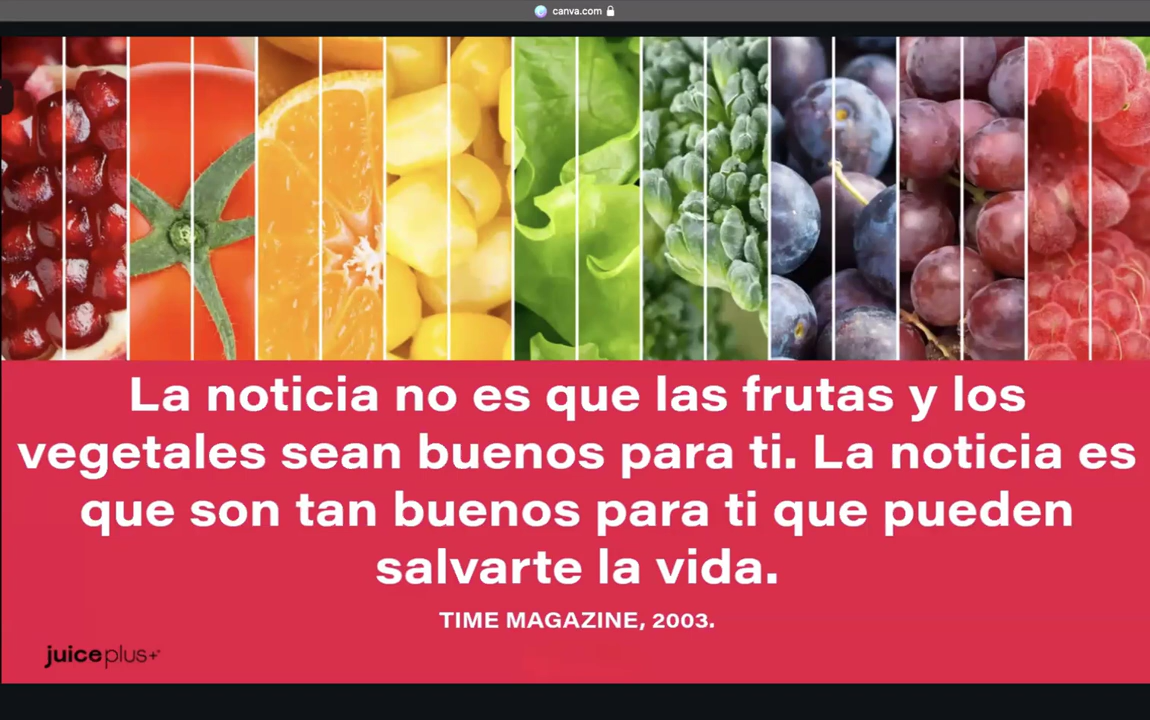 canva.com
La noticia no es que las frutas y los
vegetales sean buenos para ti. La noticia es
que son tan buenos para ti que pueden
salvarte la vida.
TIME MAGAZINE, 2003.
juiceplus+